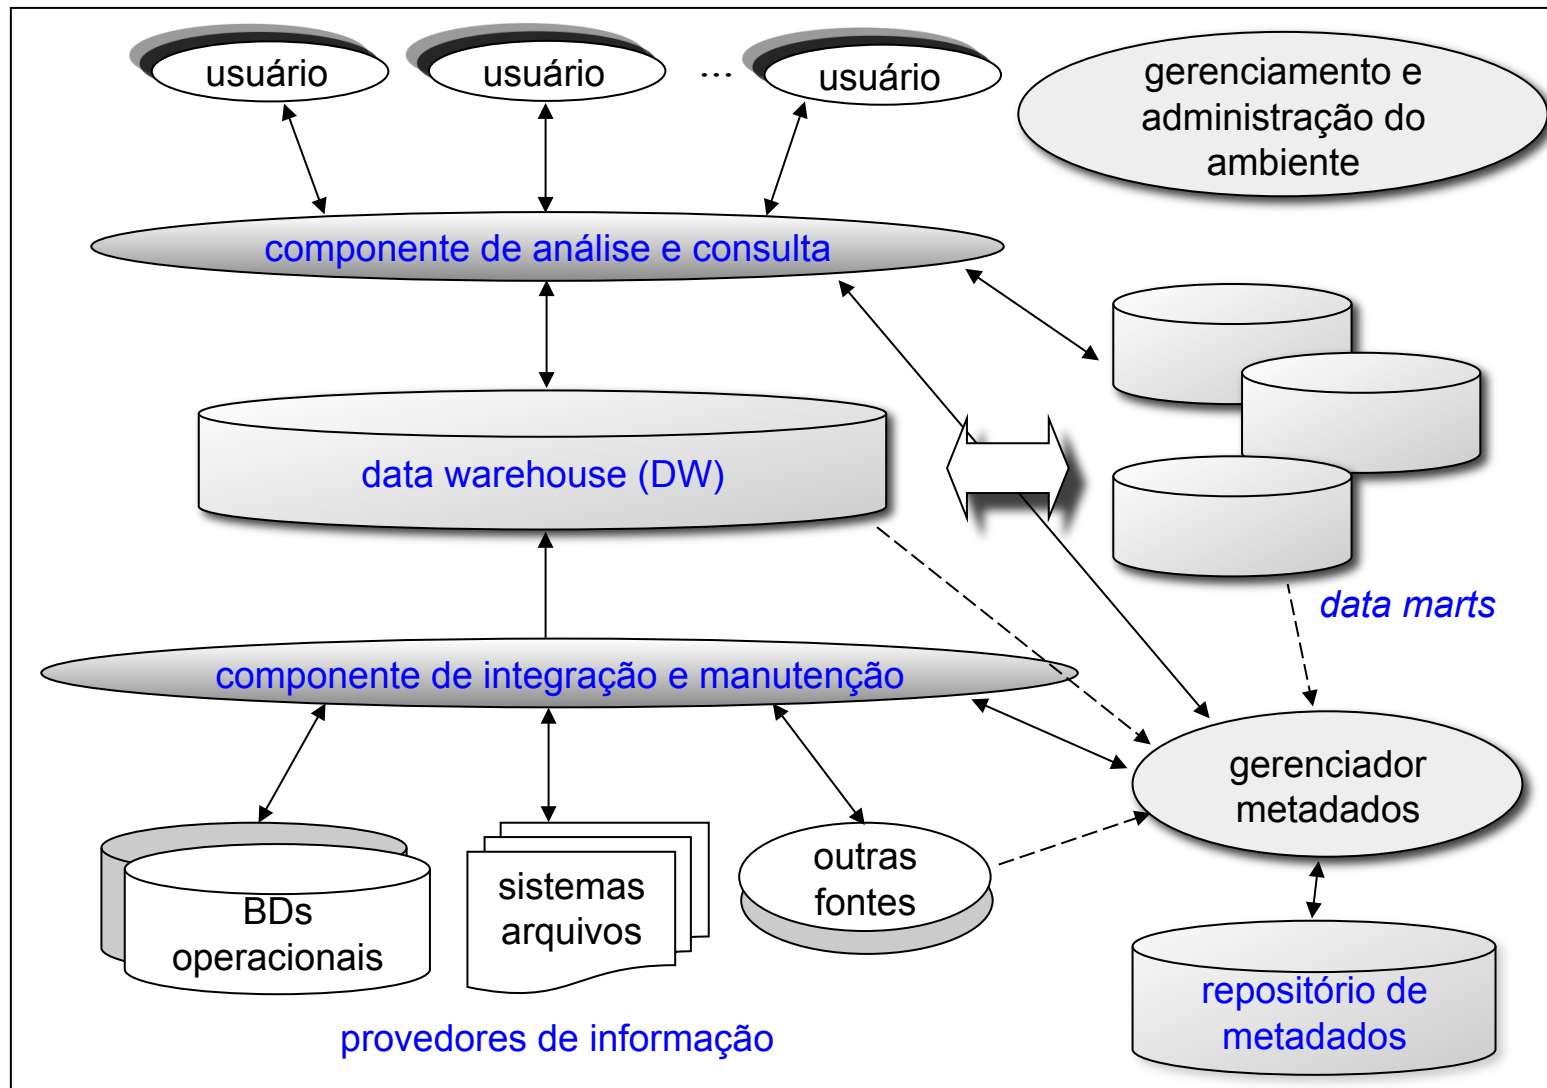 usuário
usuário
...
usuário
gerenciamento e
administração do
ambiente
componente de análise e consulta
data warehouse (DW)
data marts
componente de integração e manutenção
gerenciador
metadados
BDs
operacionais
sistemas
arquivos
outras
fontes
repositório de
metadados
provedores de informação